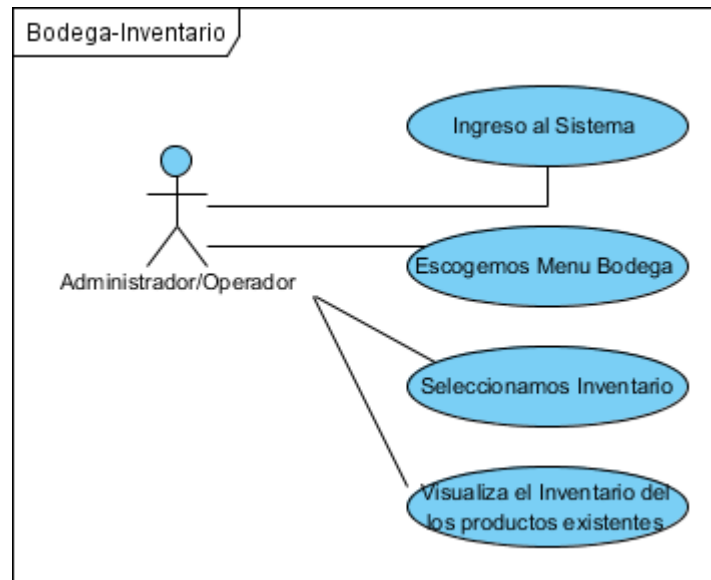 Bodega-Inventario
Ingreso al Sistema
Administrador/Operador
Escogemos Menu Bodega
Seleccionamos Inventario
Visualiza el Inventario del
los productos existentes